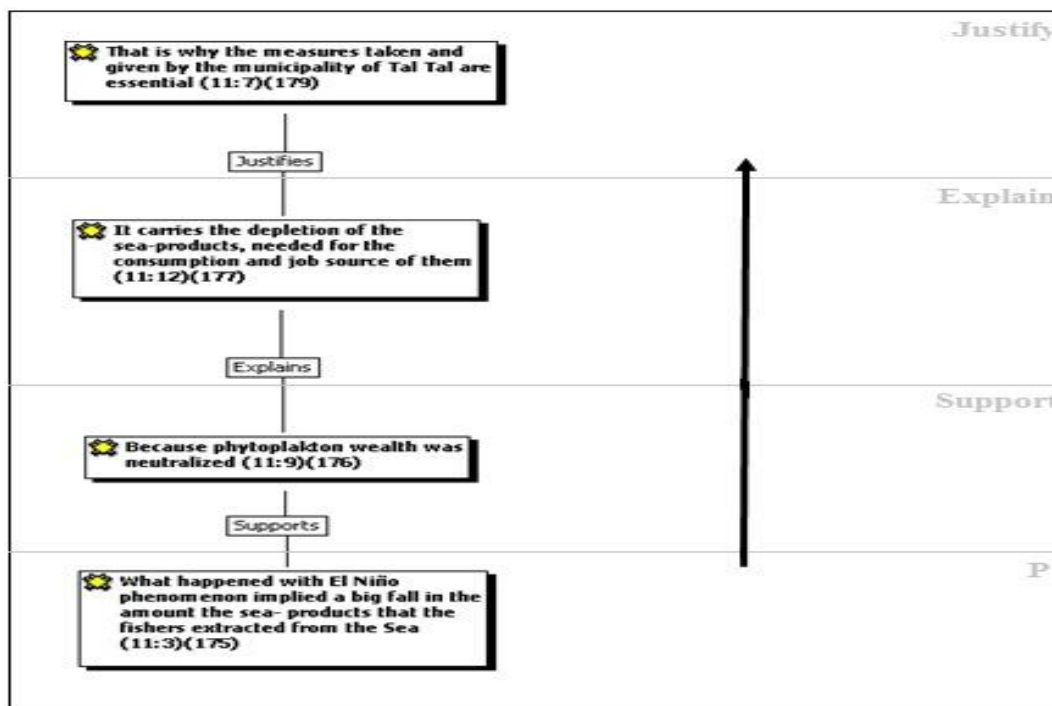 Justify
That is why the measures taken and
given by the municipality of Tal Tal are
essential (11:7)(179)
Justifies
Explain
It carries the depletion of the
sea-products, needed for the
consumption and job source of them
(11:12)(177)
Explains
Support
Because phytoplakton wealth was
neutralized (11:9)(176)
Supports
P
What happened with El Niño
phenomenon implied a big fall in the
amount the sea- products that the
fishers extracted from the Sea
(11:3)(175)